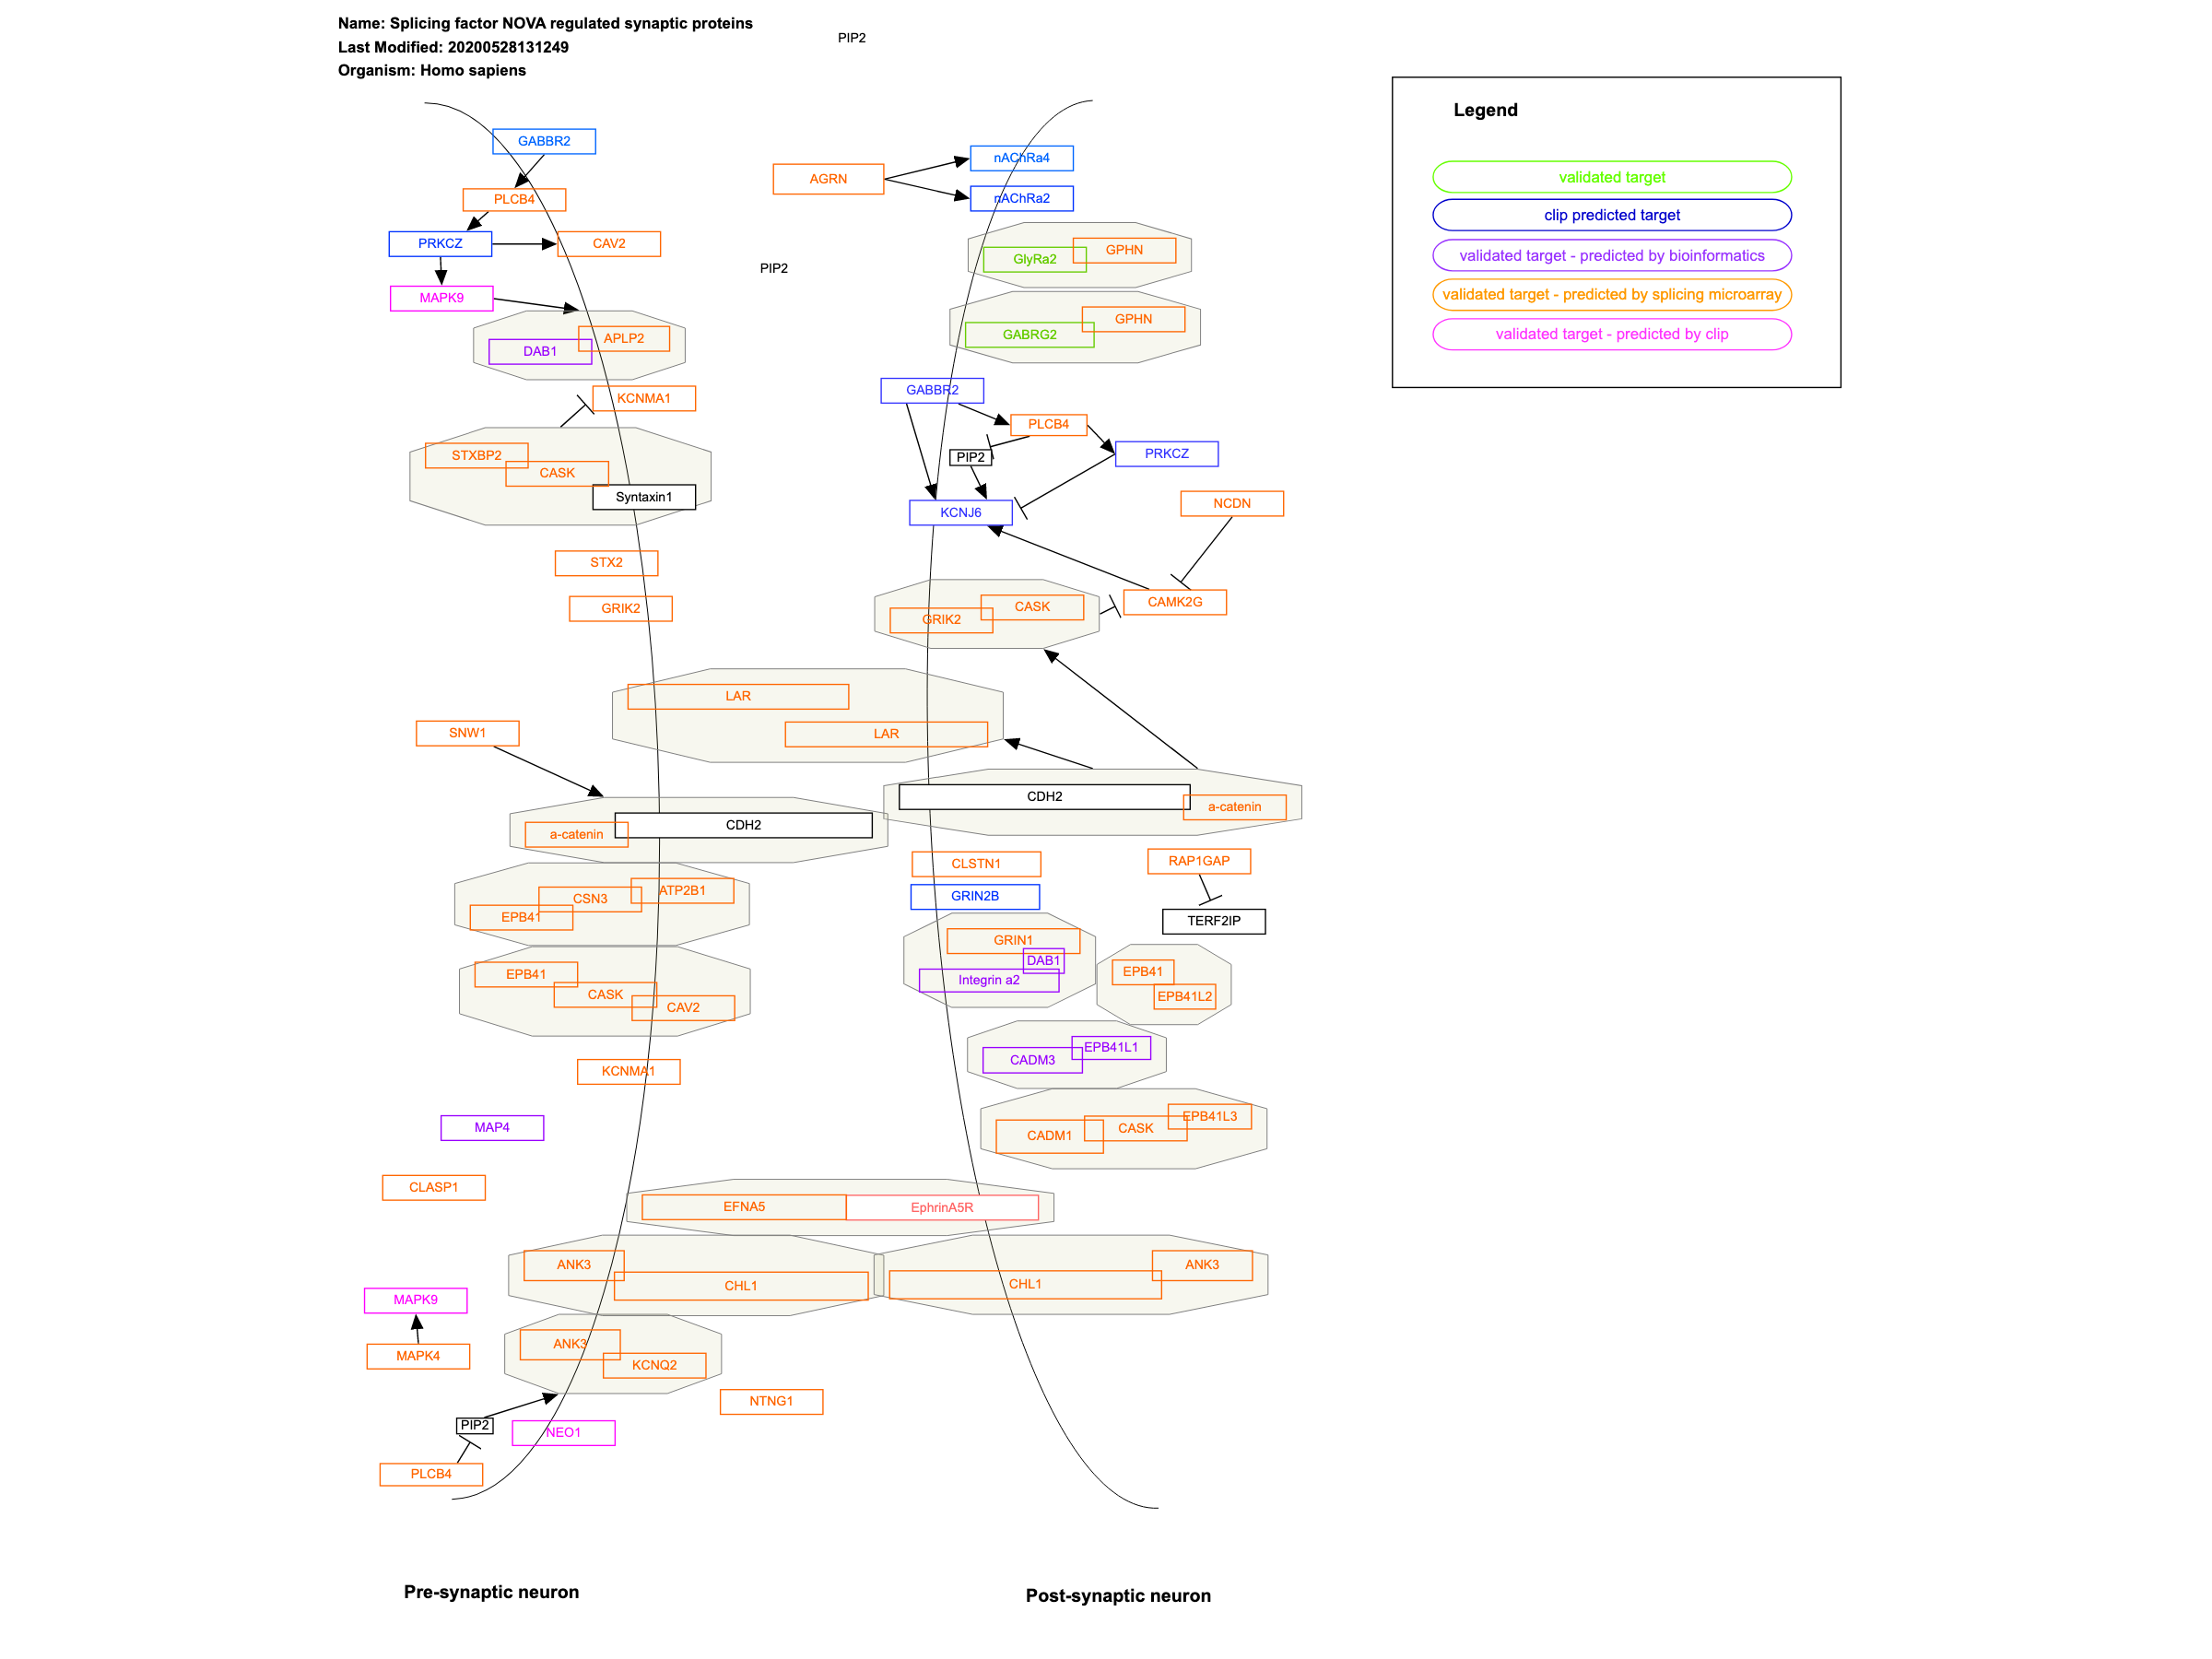 Name: Splicing factor NOVA regulated synaptic proteins
Last Modified: 20200528131249
Organism: Homo sapiens
PIP2
Legend
validated target
clip predicted target
validated target - predicted by bioinformatics
validated target - predicted by splicing microarray
validated target - predicted by clip
GABBR2
PLCB4
PRKCZ
CAV2
MAPK9
APLP2
DAB1
KCNMA1
STXBP2
CASK
Syntaxin1
STX2
GRIK2
AGRN
nAChRa4
nAChRa2
PIP2
GPHN
GlyRa2
GPHN
GABRG2
GABBR2
PLCB4
PIP2
PRKCZ
KCNJ6
NCDN
CAMK2G
CASK
GRIK2
LAR
LAR
SNW1
CDH2
a-catenin
CDH2
a-catenin
ATP2B1
CSN3
EPB41
EPB41
CASK
CAV2
KCNMA1
MAP4
CLASP1
CLSTN1
GRIN2B
RAP1GAP
TERF2IP
GRIN1
DAB1
Integrin a2
EPB41
EPB41L2
EPB41L1
CADM3
EPB41L3
CASK
CADM1
EFNA5
EphrinA5R
ANK3
CHL1
ANK3
CHL1
MAPK9
MAPK4
ANK3
KCNQ2
NTNG1
PIP2
NEO1
PLCB4
Pre-synaptic neuron
Post-synaptic neuron